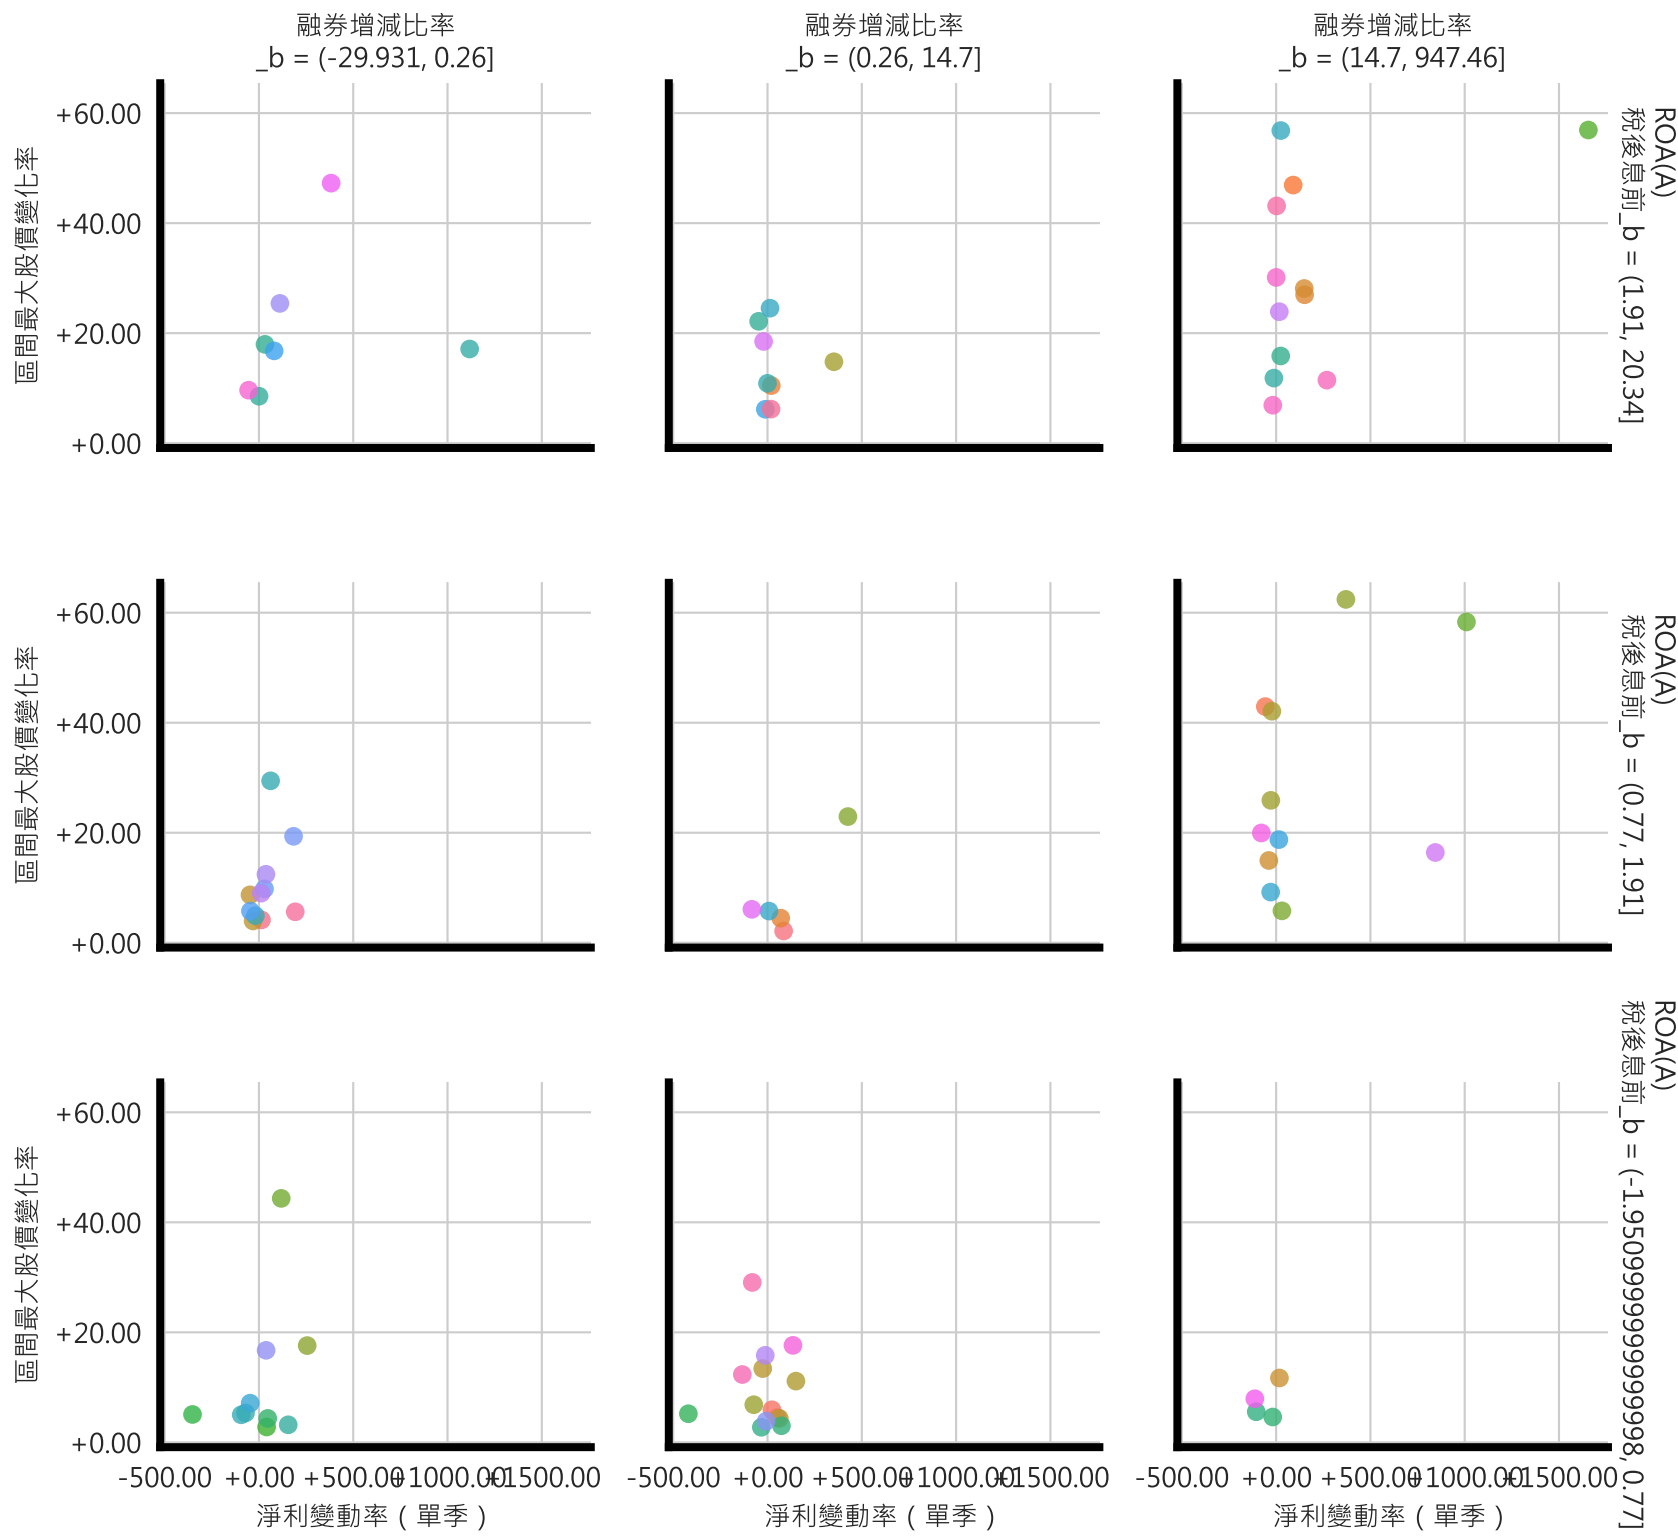 融券增減比率
_b = (-29.931, 0.26]
融券增減比率
_b = (0.26, 14.7]
融券增減比率
_b = (14.7, 947.46]
區間最大股價變化率
+60.00
+40.00
+20.00
+0.00
ROA(A)
稅後息前_b = (1.91, 20.34]
區間最大股價變化率
+60.00
+40.00
+20.00
+0.00
ROA(A)
稅後息前_b = (0.77, 1.91]
區間最大股價變化率
+60.00
+40.00
+20.00
+0.00
ROA(A)
稅後息前_b = (-1.9509999999999998, 0.77]
-500.00 +0.00 +500.00 +1000.00 +1500.00
-500.00 +0.00 +500.00 +1000.00 +1500.00
-500.00 +0.00 +500.00 +1000.00 +1500.00
淨利變動率（單季）
淨利變動率（單季）
淨利變動率（單季）